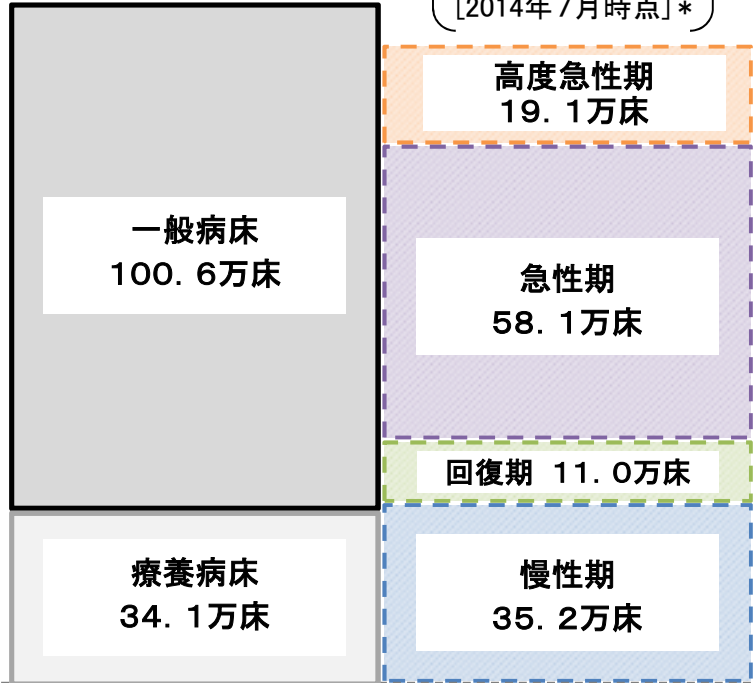 [2014年7月時点]*
高度急性期
19.1万床
一般病床
100.6万床
急性期
58.1万床
回復期 11.0万床
療養病床
34.1万床
慢性期
35.2万床